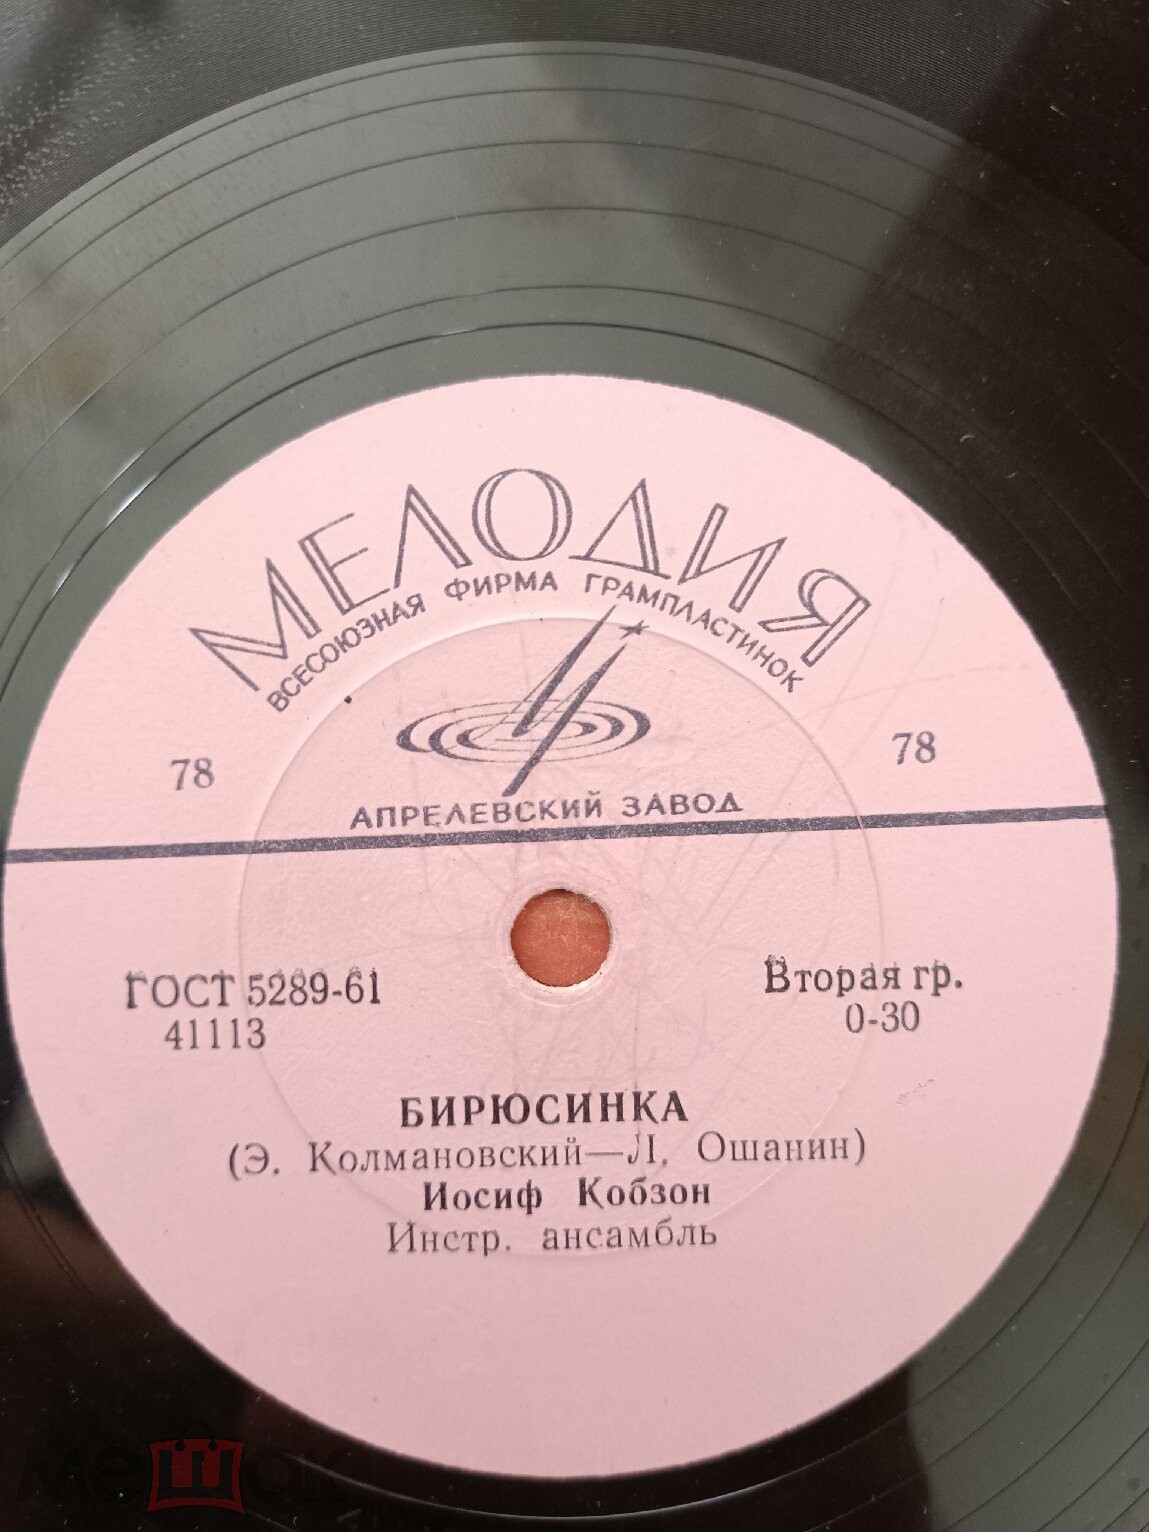 МЕЛОДИЯ
ВСЕСОЮЗНАЯ ФИРМА ГРАМПЛАСТИНОК
78
78
АПРЕЛЕВСКИЙ ЗАВОД
ГОСТ 5289-61
41113
Вторая гр.
0-30
БИРЮСИНКА
(Э. Колмановский—Л. Ошанин)
Иосиф Кобзон
Инстр. ансамбль
мешок